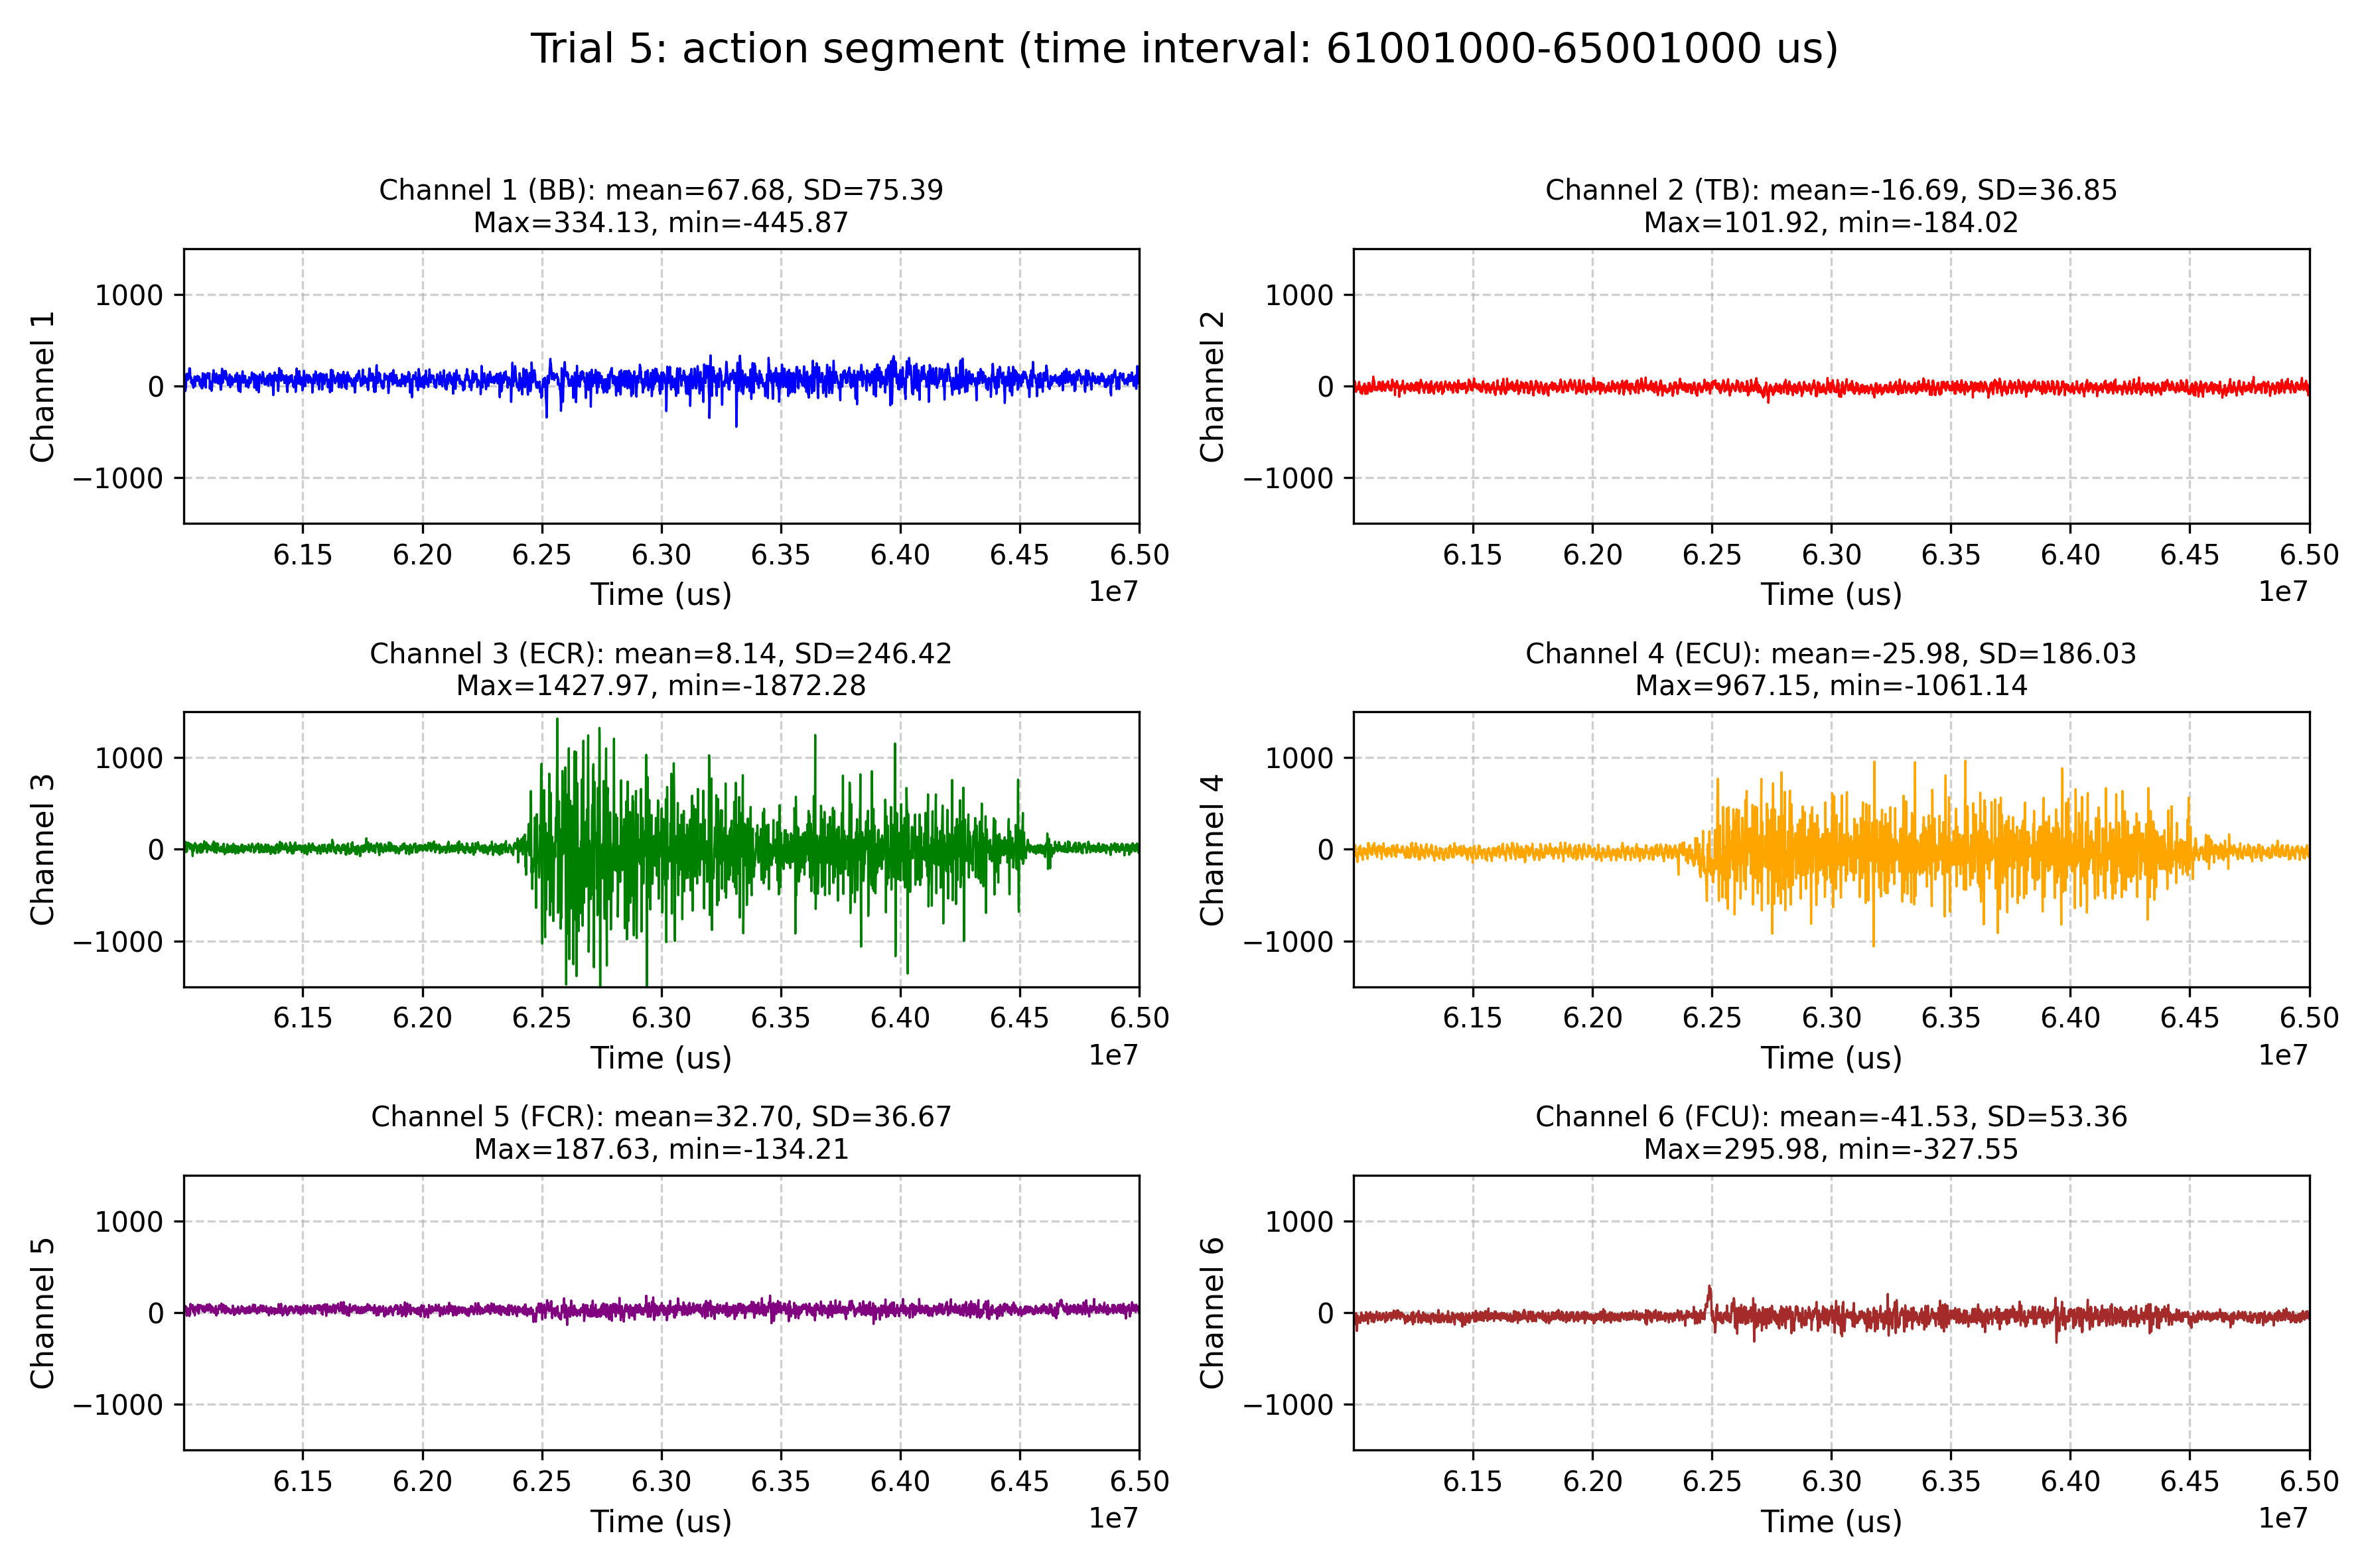 Trial 5: action segment (time interval: 61001000-65001000 us)
Channel 1 (BB): mean=67.68, SD=75.39
Max=334.13, min=-445.87
Channel 1
1000
0
−1000
6.15 6.20 6.25 6.30 6.35 6.40 6.45 6.50
Time (us)
1e7
Channel 2 (TB): mean=-16.69, SD=36.85
Max=101.92, min=-184.02
Channel 2
1000
0
−1000
6.15 6.20 6.25 6.30 6.35 6.40 6.45 6.50
Time (us)
1e7
Channel 3 (ECR): mean=8.14, SD=246.42
Max=1427.97, min=-1872.28
Channel 3
1000
0
−1000
6.15 6.20 6.25 6.30 6.35 6.40 6.45 6.50
Time (us)
1e7
Channel 4 (ECU): mean=-25.98, SD=186.03
Max=967.15, min=-1061.14
Channel 4
1000
0
−1000
6.15 6.20 6.25 6.30 6.35 6.40 6.45 6.50
Time (us)
1e7
Channel 5 (FCR): mean=32.70, SD=36.67
Max=187.63, min=-134.21
Channel 5
1000
0
−1000
6.15 6.20 6.25 6.30 6.35 6.40 6.45 6.50
Time (us)
1e7
Channel 6 (FCU): mean=-41.53, SD=53.36
Max=295.98, min=-327.55
Channel 6
1000
0
−1000
6.15 6.20 6.25 6.30 6.35 6.40 6.45 6.50
Time (us)
1e7